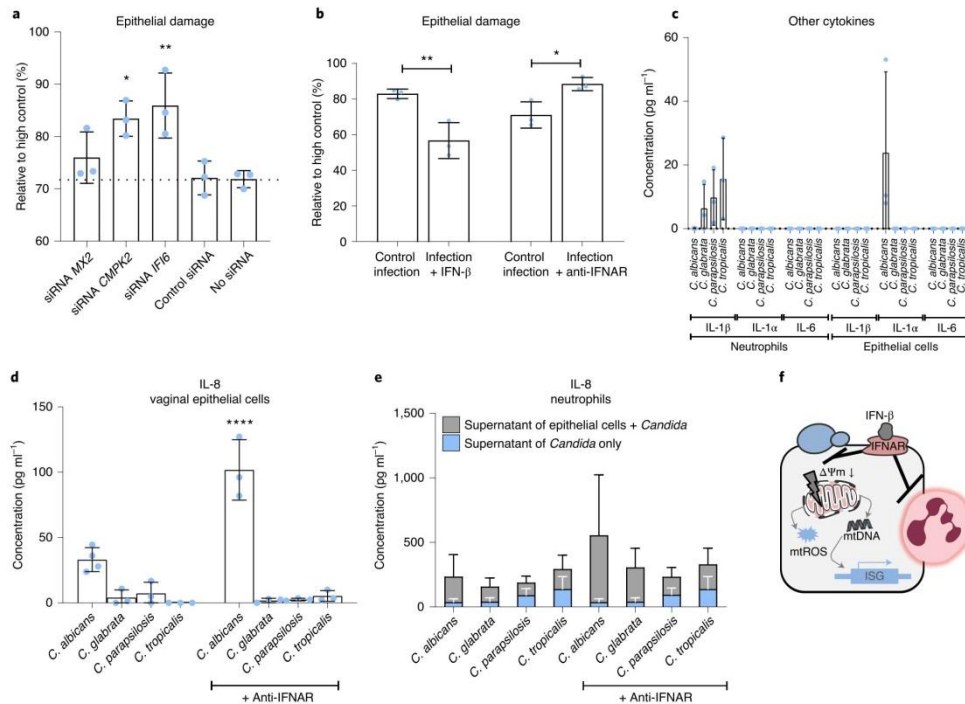 a
Epithelial damage
Relative to high control (%)
100
90
80
70
60
*
**
siRNA MX2
siRNA CMPK2
siRNA IFI6
Control siRNA
No siRNA
b
Epithelial damage
Relative to high control (%)
100
80
60
40
20
0
**
*
Control
infection
Infection
+ IFN-β
Control
infection
Infection
+ anti-IFNAR
c
Other cytokines
Concentration (pg ml−1)
60
40
20
0
C. albicans
C. glabrata
C. parapsilosis
C. tropicalis
C. albicans
C. glabrata
C. parapsilosis
C. tropicalis
C. albicans
C. glabrata
C. parapsilosis
C. tropicalis
C. albicans
C. glabrata
C. parapsilosis
C. tropicalis
C. albicans
C. glabrata
C. parapsilosis
C. tropicalis
C. albicans
C. glabrata
C. parapsilosis
C. tropicalis
IL-1β
IL-1α
IL-6
IL-1β
IL-1α
IL-6
Neutrophils
Epithelial cells
d
IL-8
vaginal epithelial cells
Concentration (pg ml−1)
150
100
50
0
****
C. albicans
C. glabrata
C. parapsilosis
C. tropicalis
C. albicans
C. glabrata
C. parapsilosis
C. tropicalis
+ Anti-IFNAR
e
IL-8
neutrophils
Concentration (pg ml−1)
1,500
1,000
500
0
Supernatant of epithelial cells + Candida
Supernatant of Candida only
C. albicans
C. glabrata
C. parapsilosis
C. tropicalis
C. albicans
C. glabrata
C. parapsilosis
C. tropicalis
+ Anti-IFNAR
f
IFN-β
IFNAR
ΔΨm ↓
mtROS
mtDNA
ISG